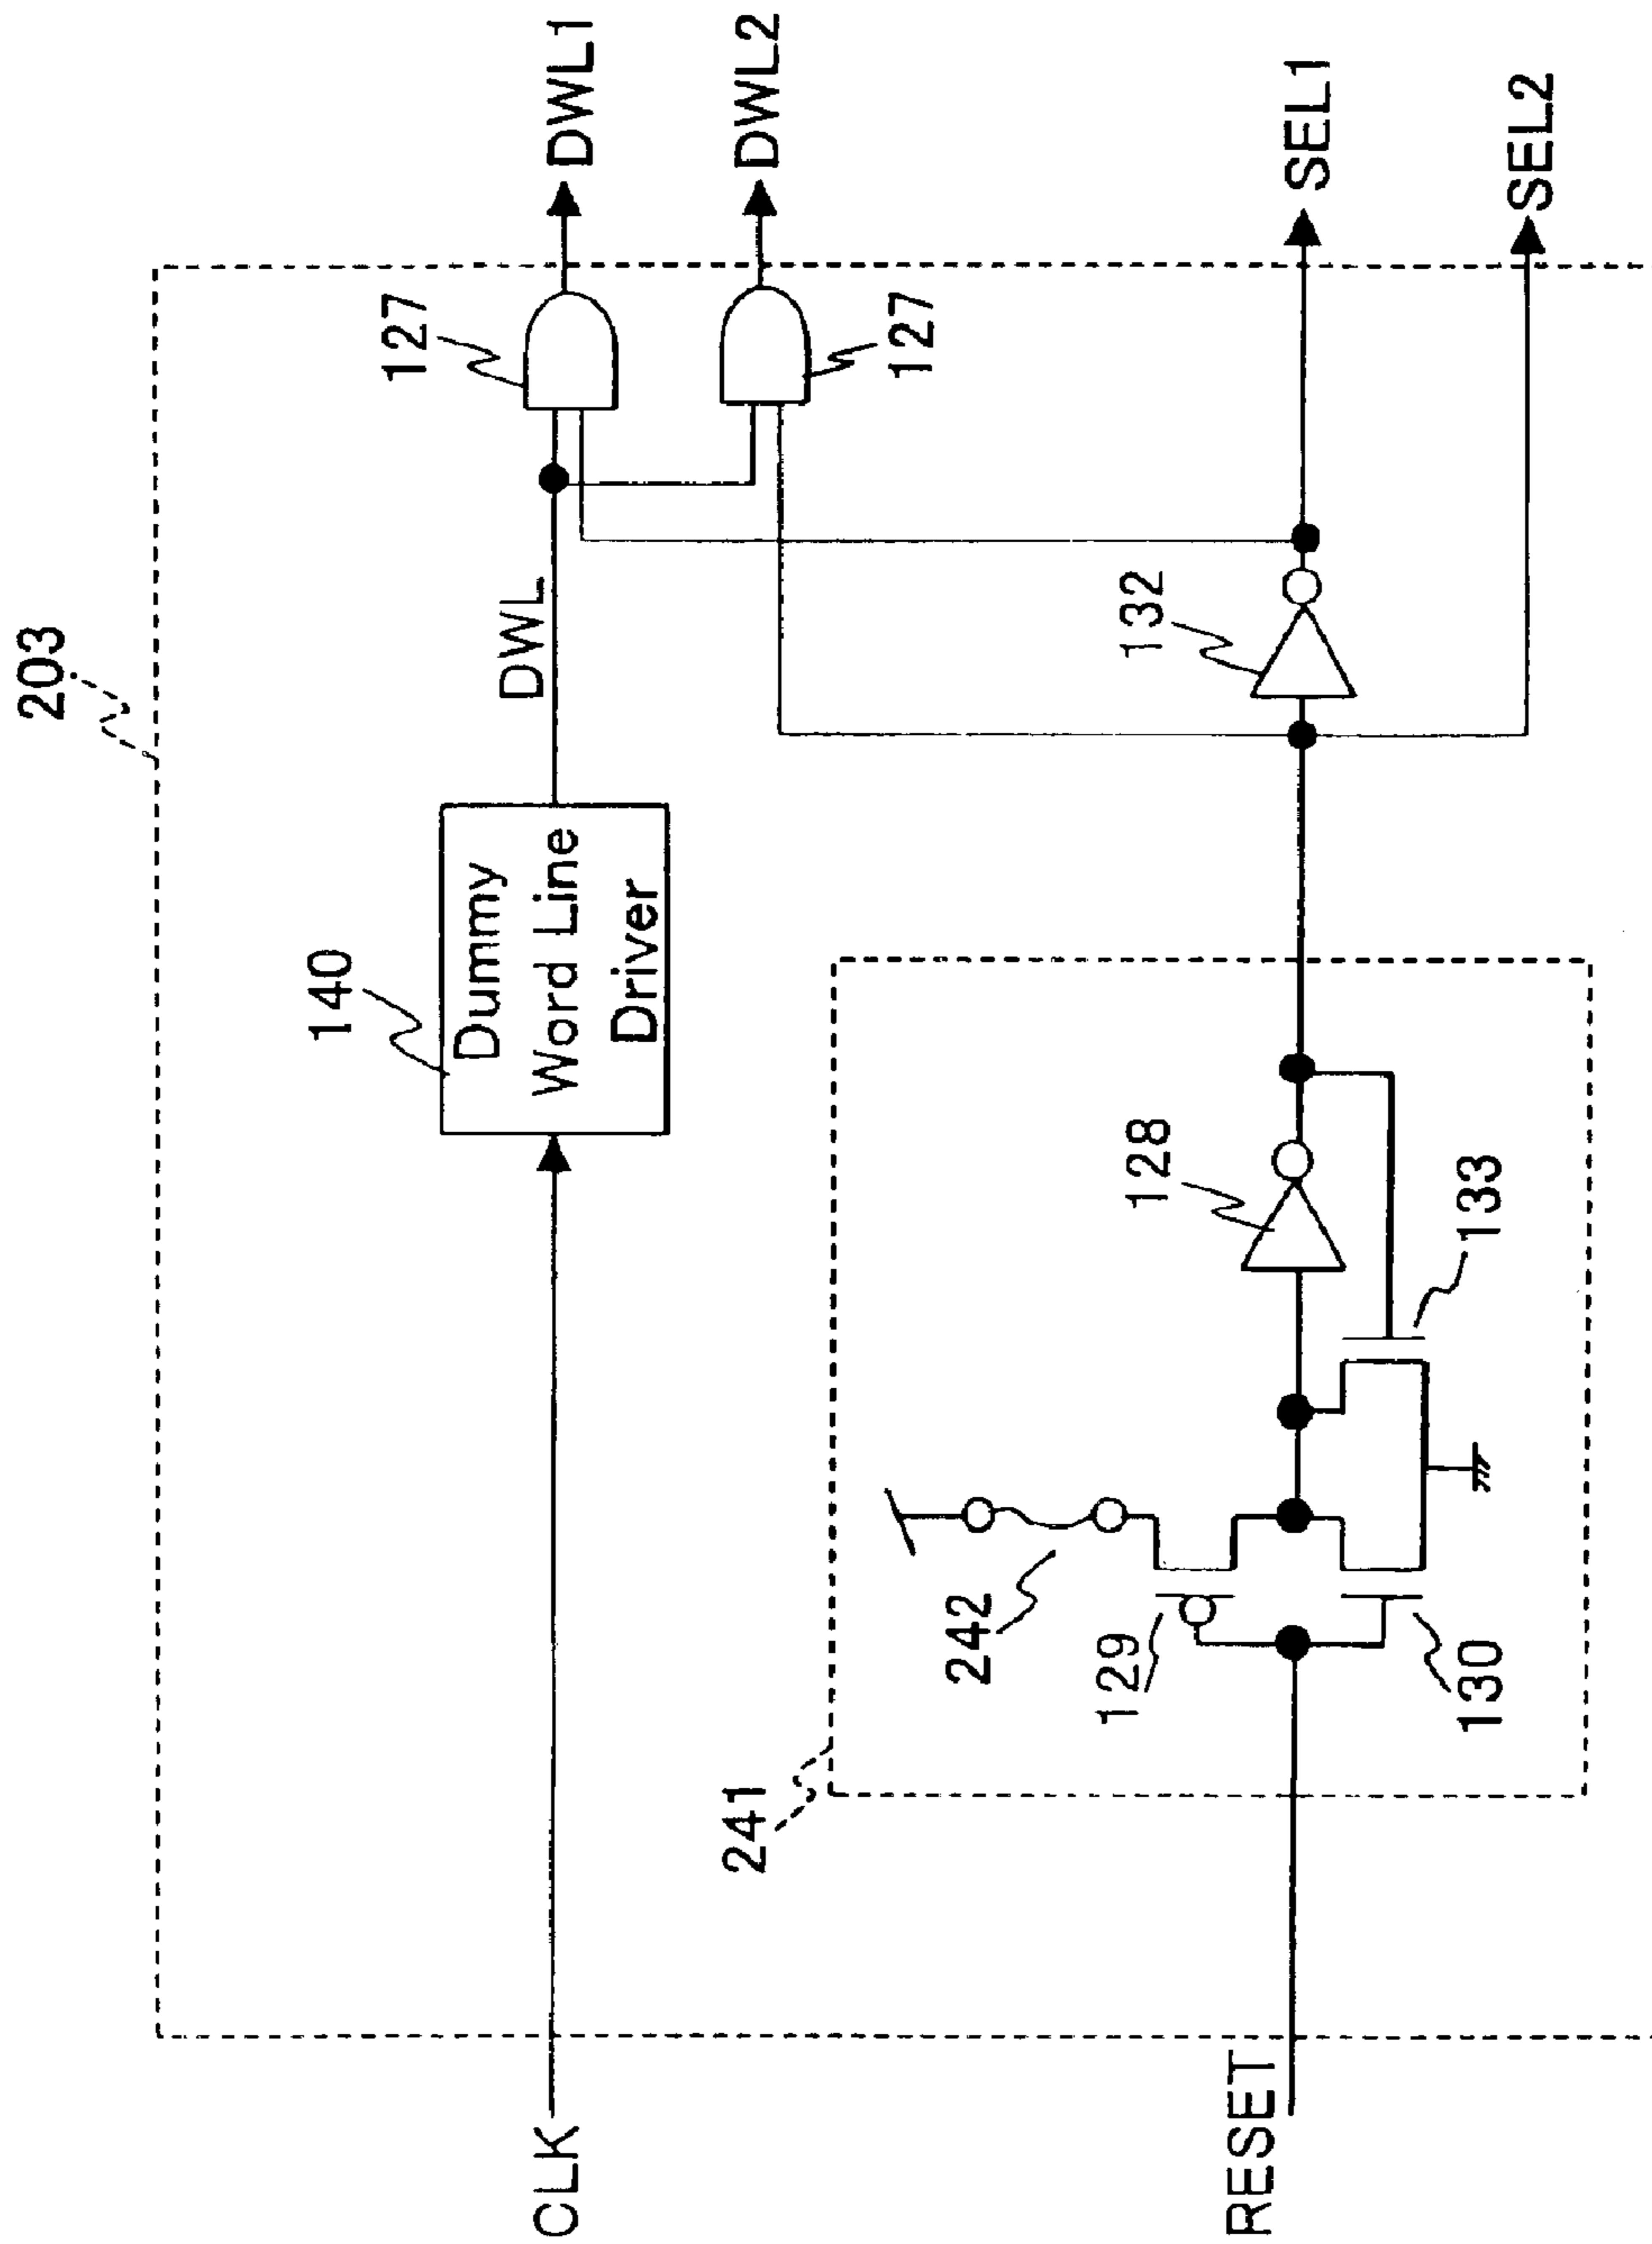 203
CLK
140
Dummy
Word Line
Driver
DWL
127
DWL1
DWL2
127
RESET
241
242
129
130
128
133
132
SEL1
SEL2